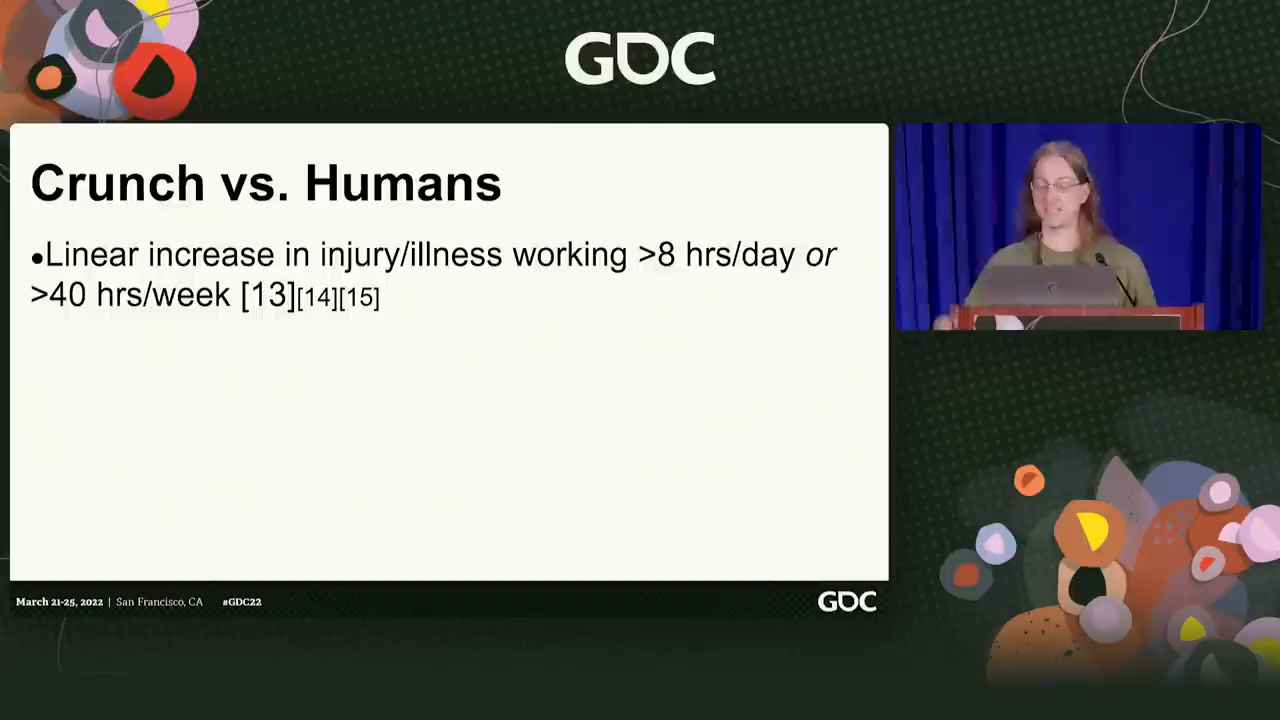 GDC
Crunch vs. Humans
•Linear increase in injury/illness working >8 hrs/day or
>40 hrs/week [13][14][15]
March 21-25, 2022 | San Francisco, CA #GDC22
GDC